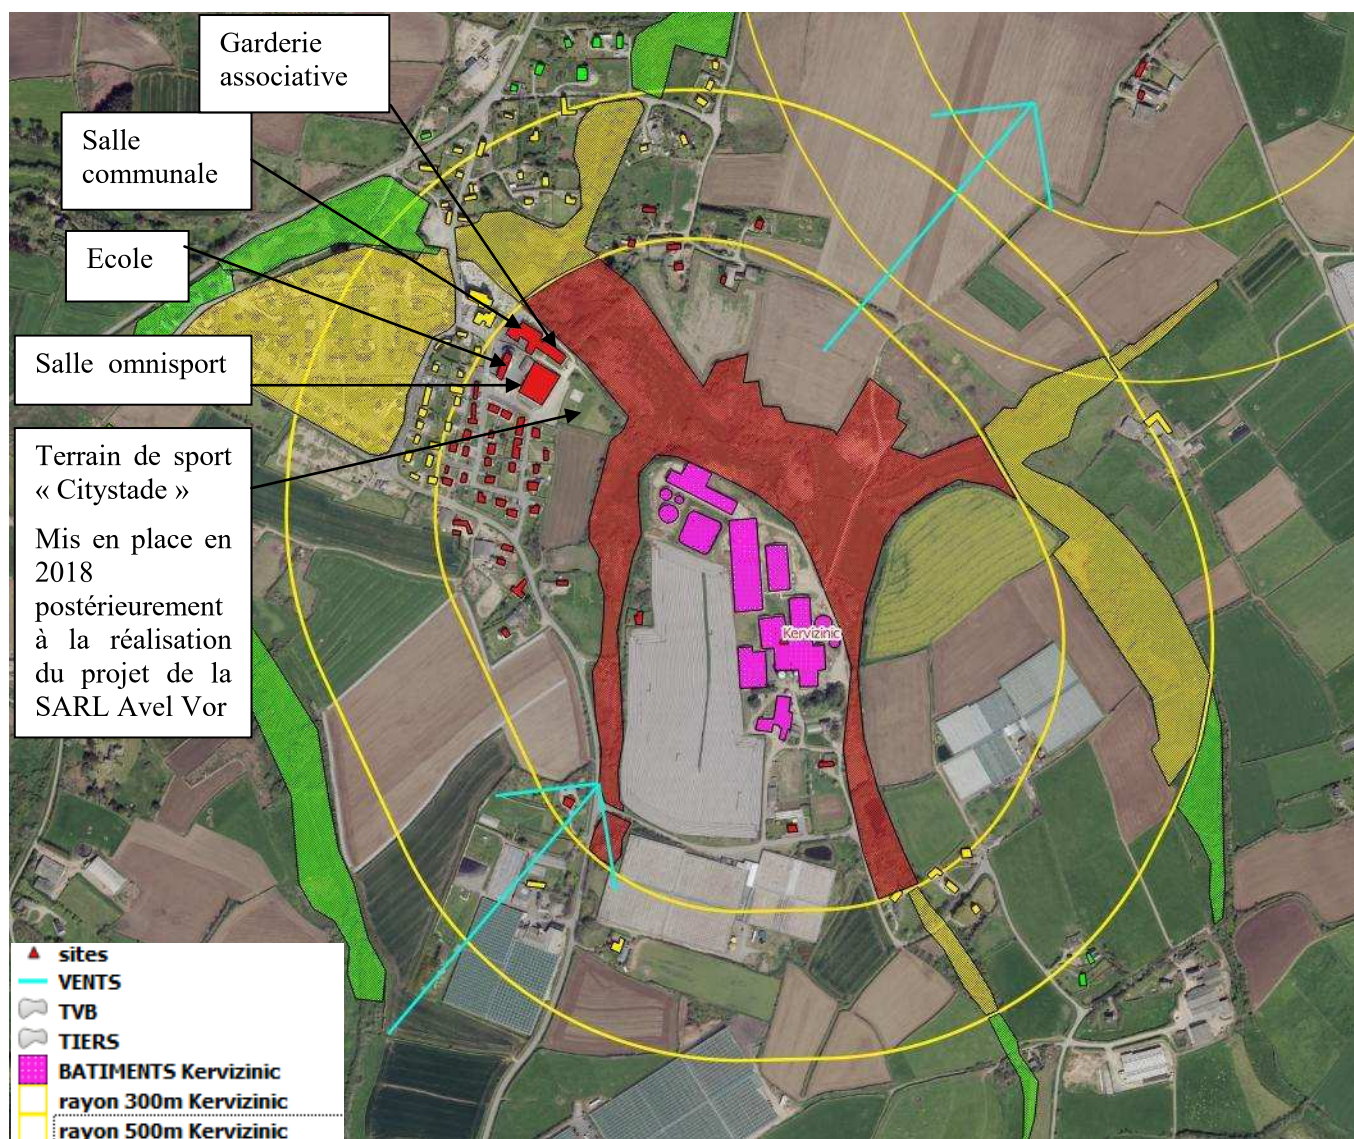 Garderie
associative
Salle
communale
Ecole
Salle omnisport
Terrain de sport
« Citystade »
Mis en place en
2018
postérieurement
à la réalisation
du projet de la
SARL Avel Vor
Kervizinic
sites
VENTS
TVB
TIERS
BATIMENTS Kervizinic
rayon 300m Kervizinic
rayon 500m Kervizinic